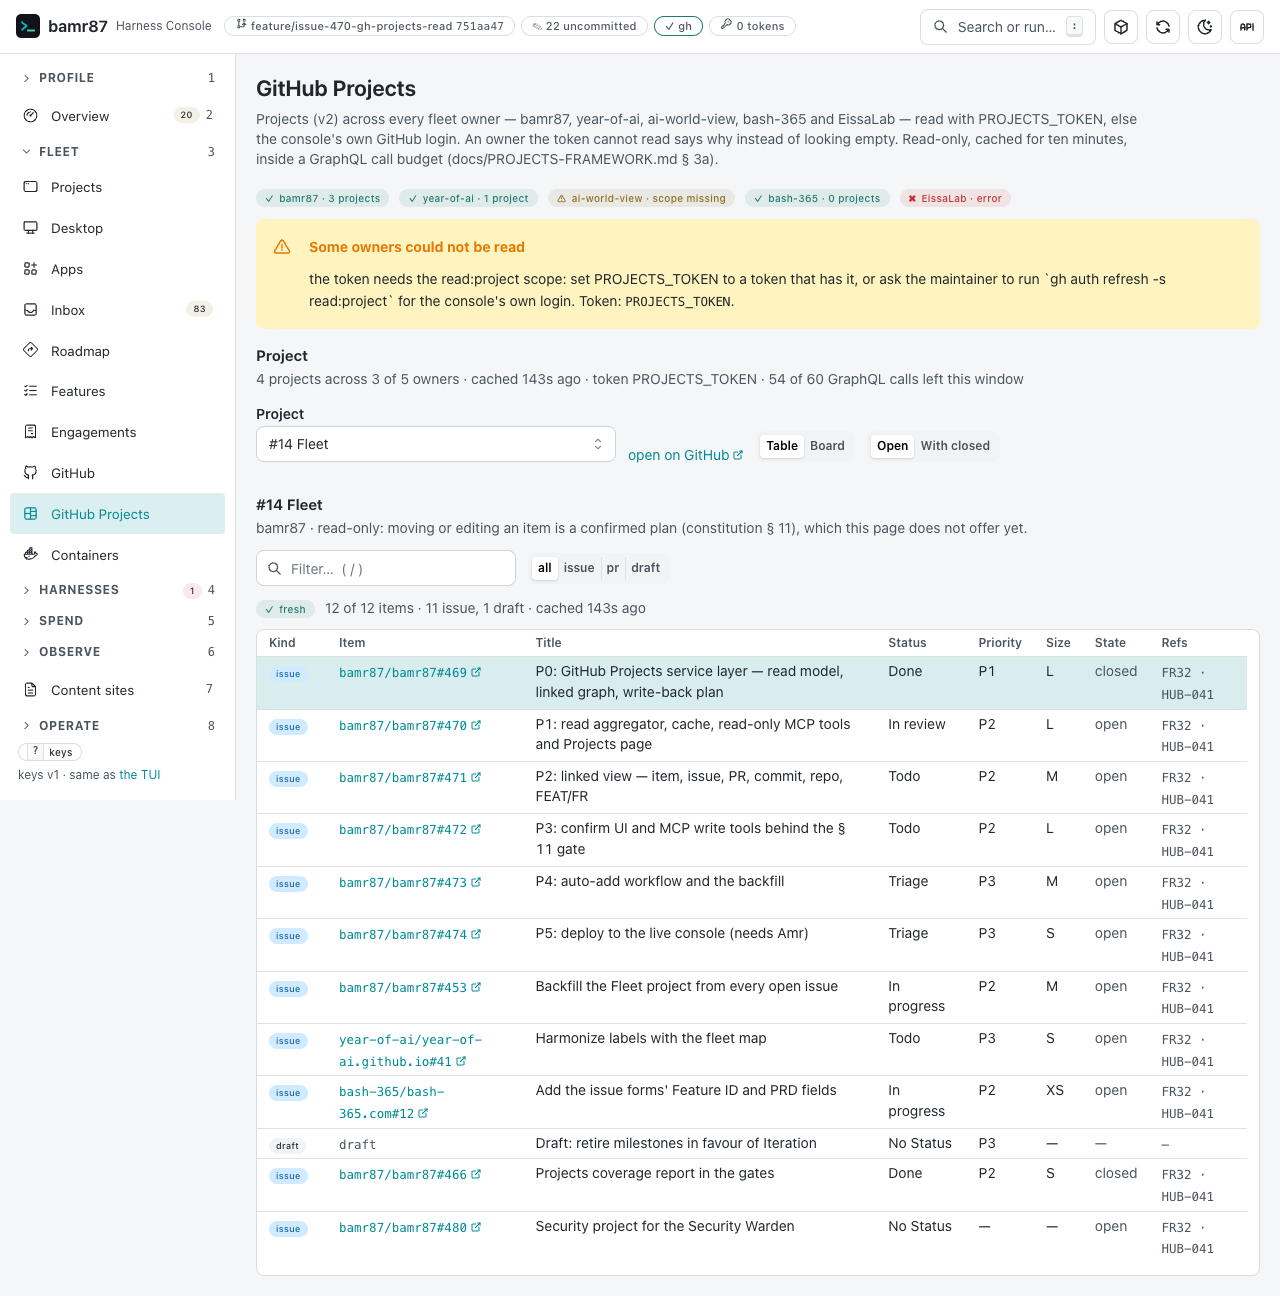 bamr87 Harness Console feature/issue-470-gh-projects-read 751aa47 22 uncommitted gh 0 tokens Search or run... : API
PROFILE 1
Overview 20 2
FLEET 3
Projects
Desktop
Apps
Inbox 83
Roadmap
Features
Engagements
GitHub
GitHub Projects
Containers
HARNESSES 1 4
SPEND 5
OBSERVE 6
Content sites 7
OPERATE 8
? keys
keys v1 · same as the TUI
GitHub Projects
Projects (v2) across every fleet owner — bamr87, year-of-ai, ai-world-view, bash-365 and EissaLab — read with PROJECTS_TOKEN, else
the console's own GitHub login. An owner the token cannot read says why instead of looking empty. Read-only, cached for ten minutes,
inside a GraphQL call budget (docs/PROJECTS-FRAMEWORK.md § 3a).
bamr87 · 3 projects year-of-ai · 1 project ai-world-view · scope missing bash-365 · 0 projects EissaLab · error
Some owners could not be read
the token needs the read:project scope: set PROJECTS_TOKEN to a token that has it, or ask the maintainer to run `gh auth refresh -s
read:project` for the console's own login. Token: PROJECTS_TOKEN.
Project
4 projects across 3 of 5 owners · cached 143s ago · token PROJECTS_TOKEN · 54 of 60 GraphQL calls left this window
Project
#14 Fleet open on GitHub Table Board Open With closed
#14 Fleet
bamr87 · read-only: moving or editing an item is a confirmed plan (constitution § 11), which this page does not offer yet.
Filter... ( / ) all issue pr draft
fresh 12 of 12 items · 11 issue, 1 draft · cached 143s ago
Kind Item Title Status Priority Size State Refs
issue bamr87/bamr87#469 P0: GitHub Projects service layer — read model, Done P1 L closed FR32 ·
linked graph, write-back plan HUB-041
issue bamr87/bamr87#470 P1: read aggregator, cache, read-only MCP tools In review P2 L open FR32 ·
and Projects page HUB-041
issue bamr87/bamr87#471 P2: linked view — item, issue, PR, commit, repo, Todo P2 M open FR32 ·
FEAT/FR HUB-041
issue bamr87/bamr87#472 P3: confirm UI and MCP write tools behind the § Todo P2 L open FR32 ·
11 gate HUB-041
issue bamr87/bamr87#473 P4: auto-add workflow and the backfill Triage P3 M open FR32 ·
HUB-041
issue bamr87/bamr87#474 P5: deploy to the live console (needs Amr) Triage P3 S open FR32 ·
HUB-041
issue bamr87/bamr87#453 Backfill the Fleet project from every open issue In P2 M open FR32 ·
progress HUB-041
issue year-of-ai/year-of- Harmonize labels with the fleet map Todo P3 S open FR32 ·
ai.github.io#41 HUB-041
issue bash-365/bash- Add the issue forms' Feature ID and PRD fields In P2 XS open FR32 ·
365.com#12 progress HUB-041
draft draft Draft: retire milestones in favour of Iteration No Status P3 — — —
issue bamr87/bamr87#466 Projects coverage report in the gates Done P2 S closed FR32 ·
HUB-041
issue bamr87/bamr87#480 Security project for the Security Warden No Status — — open FR32 ·
HUB-041